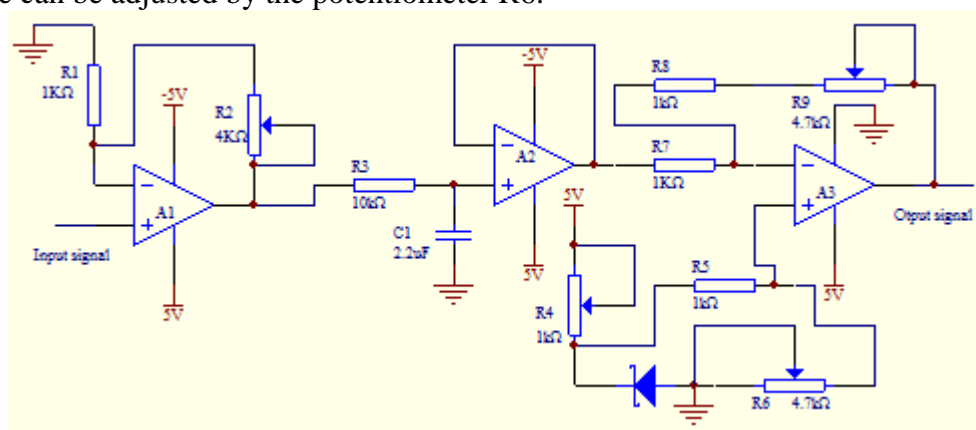 e can be adjusted by the potentiometer R6.
R1
1KΩ
-5V
R2
4KΩ
A1
Input signal
5V
R3
10kΩ
C1
2.2uF
-5V
A2
5V
R8
1kΩ
R7
1KΩ
R9
4.7kΩ
A3
Otput signal
5V
5V
R4
1kΩ
R5
1kΩ
R6 4.7kΩ